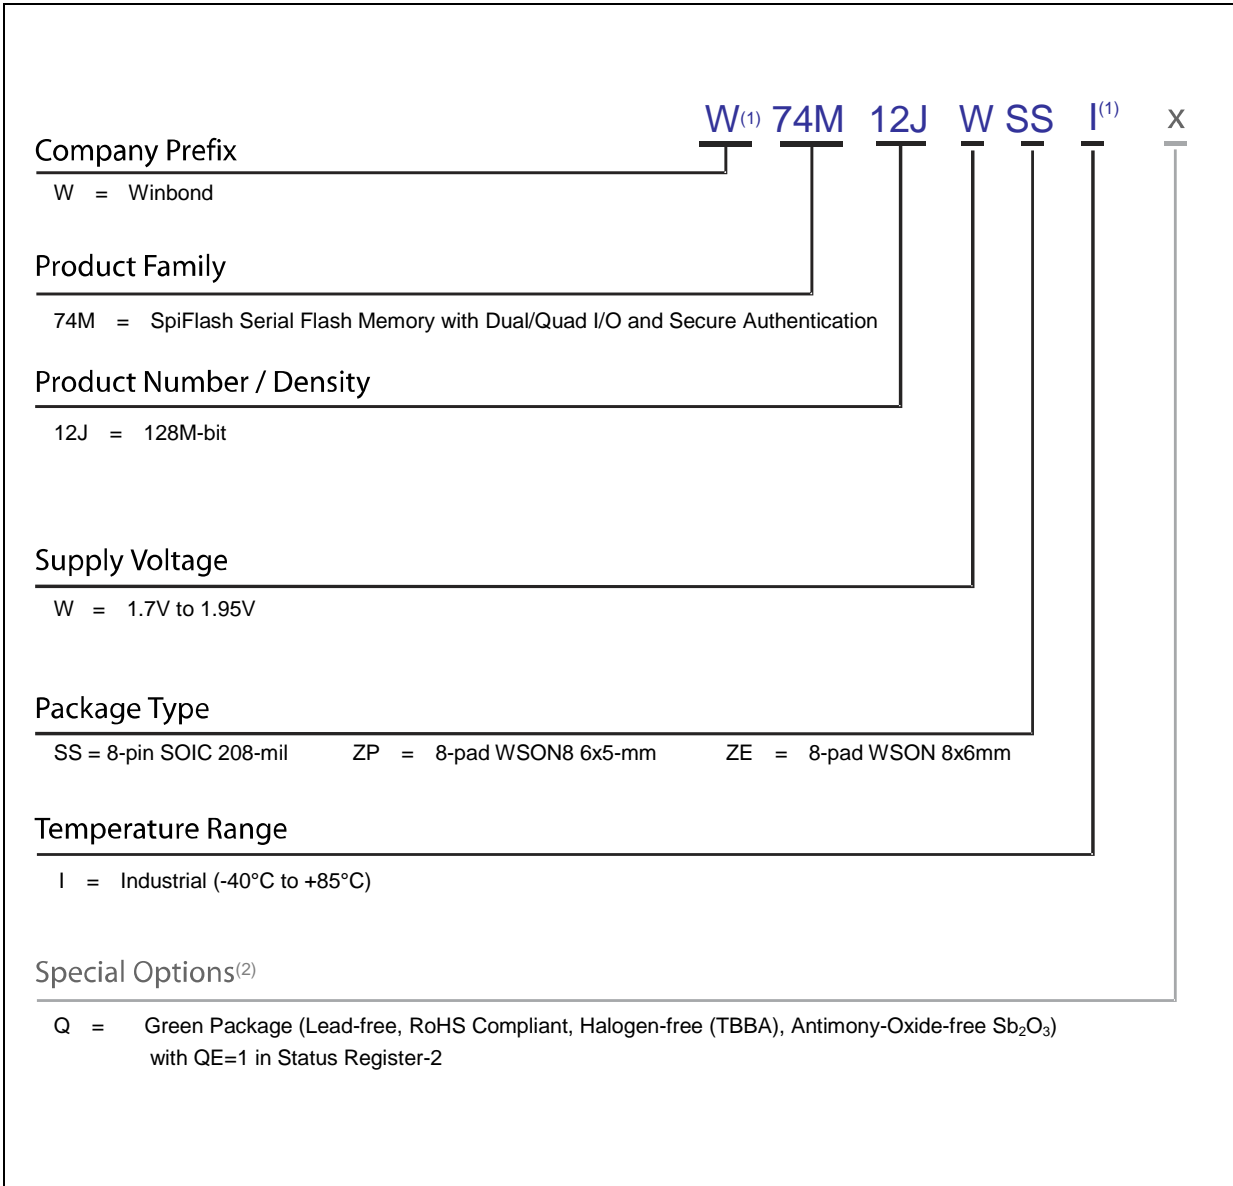 W(1) 74M 12J W SS I(1) x
Company Prefix
W = Winbond
Product Family
74M = SpiFlash Serial Flash Memory with Dual/Quad I/O and Secure Authentication
Product Number / Density
12J = 128M-bit
Supply Voltage
W = 1.7V to 1.95V
Package Type
SS = 8-pin SOIC 208-mil ZP = 8-pad WSON8 6x5-mm ZE = 8-pad WSON 8x6mm
Temperature Range
I = Industrial (-40°C to +85°C)
Special Options(2)
Q = Green Package (Lead-free, RoHS Compliant, Halogen-free (TBBA), Antimony-Oxide-free Sb₂O₃)
with QE=1 in Status Register-2